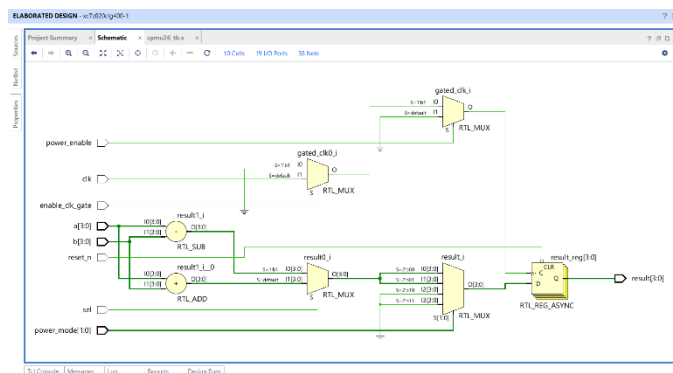 ELABORATED DESIGN - xc7z020clg400-1
Project Summary
Schematic
10 Cells
19 I/O Ports
38 Nets
Sources
Netlist
Properties
gated_clk_i
S=1'b1 I0
S=default I1
O
S
RTL_MUX
power_enable
gated_clk0_i
S=1'b1 I0
S=default I1
O
S
RTL_MUX
clk
enable_clk_gate
a[3:0]
b[3:0]
reset_n
result1_i
I0[3:0]
I1[3:0]
O[3:0]
RTL_SUB
result1_i__0
I0[3:0]
I1[3:0]
O[3:0]
RTL_ADD
result0_i
S=1'b1 I0[3:0]
S=default I1[3:0]
O[3:0]
S
RTL_MUX
result_i
S=2'b00 I0[3:0]
S=2'b01 I1[3:0]
S=2'b10 I2[3:0]
S=2'b11 I3[3:0]
O[3:0]
S[1:0]
RTL_MUX
result_reg[3:0]
CLR
C
D
Q
RTL_REG_ASYNC
result[3:0]
sel
power_mode[1:0]
Tcl Console
Messages
Log
Reports
Design Runs